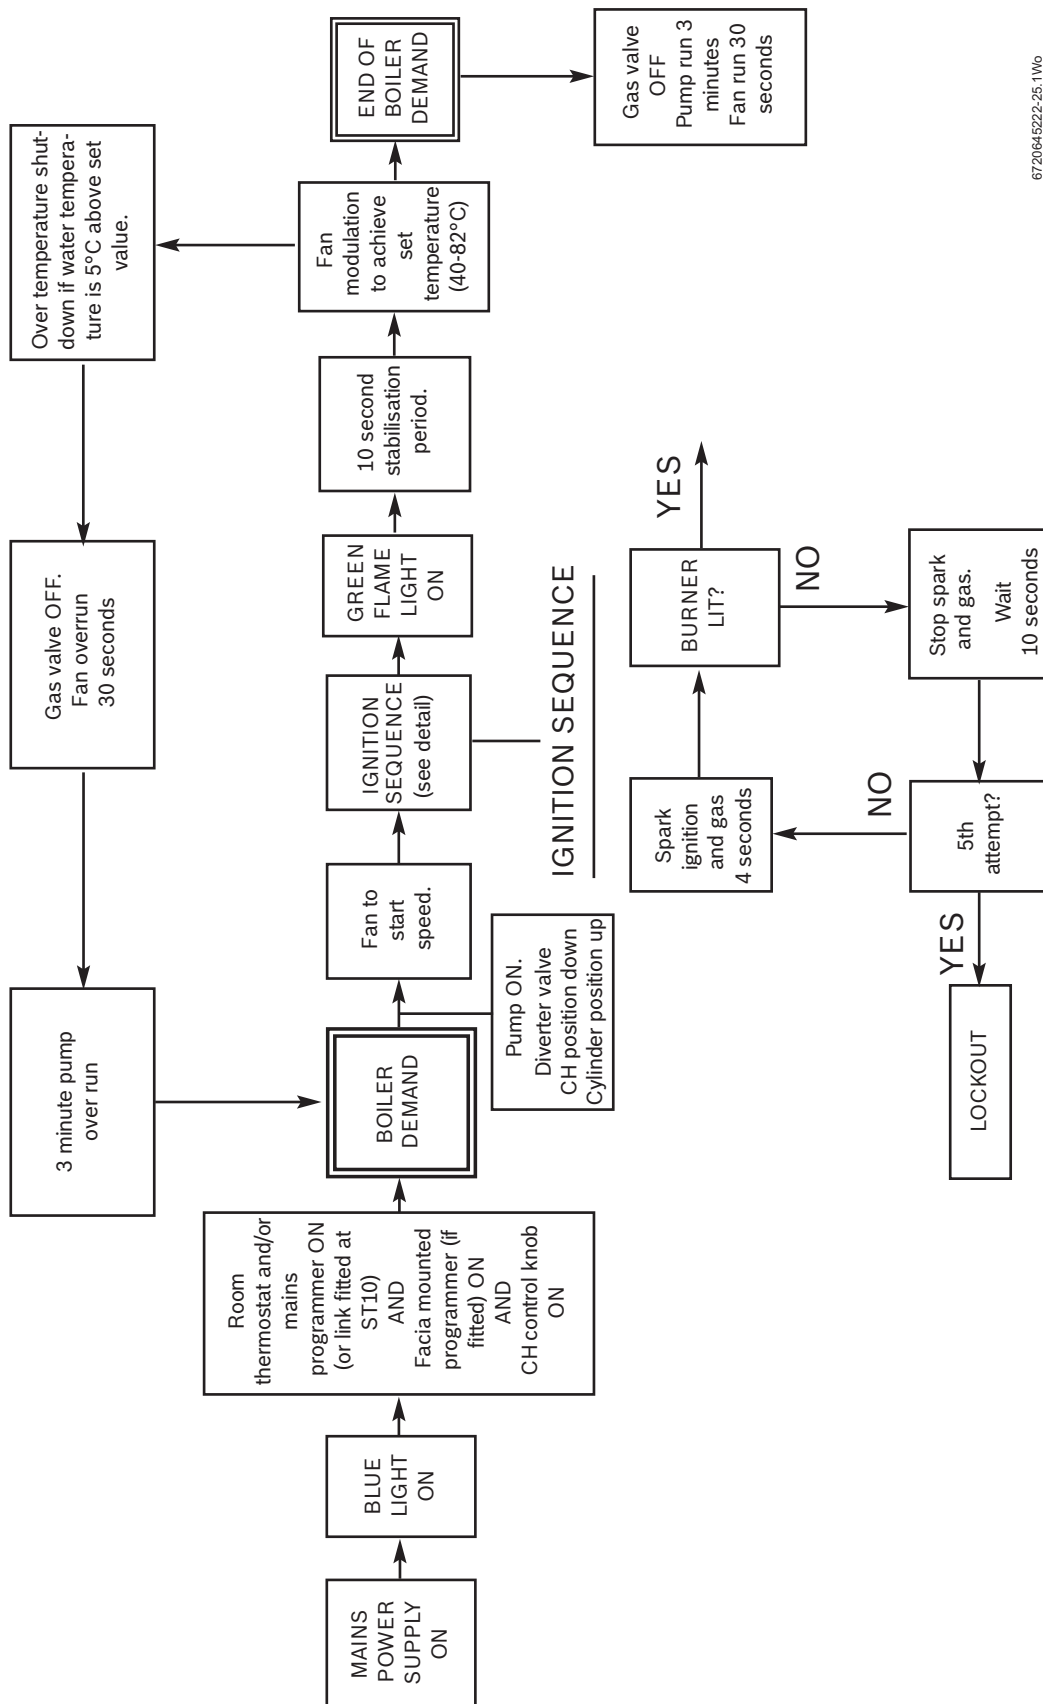 3 minute pump
over run
Gas valve OFF.
Fan overrun
30 seconds
Over temperature shut-
down if water tempera-
ture is 5°C above set
value.
MAINS
POWER
SUPPLY
ON
BLUE
LIGHT
ON
Room
thermostat and/or
mains
programmer ON
(or link fitted at
ST10)
AND
Facia mounted
programmer (if
fitted) ON
AND
CH control knob
ON
BOILER
DEMAND
Pump ON.
Diverter valve
CH position down
Cylinder position up
Fan to
start
speed.
IGNITION
SEQUENCE
(see detail)
GREEN
FLAME
LIGHT
ON
10 second
stabilisation
period.
Fan
modulation
to achieve
set
temperature
(40-82°C)
END OF
BOILER
DEMAND
Gas valve
OFF
Pump run 3
minutes
Fan run 30
seconds
IGNITION SEQUENCE
Spark
ignition
and gas
4 seconds
BURNER
LIT?
YES
NO
Stop spark
and gas.
Wait
10 seconds
5th
attempt?
NO
YES
LOCKOUT
6720645222-25.1Wo